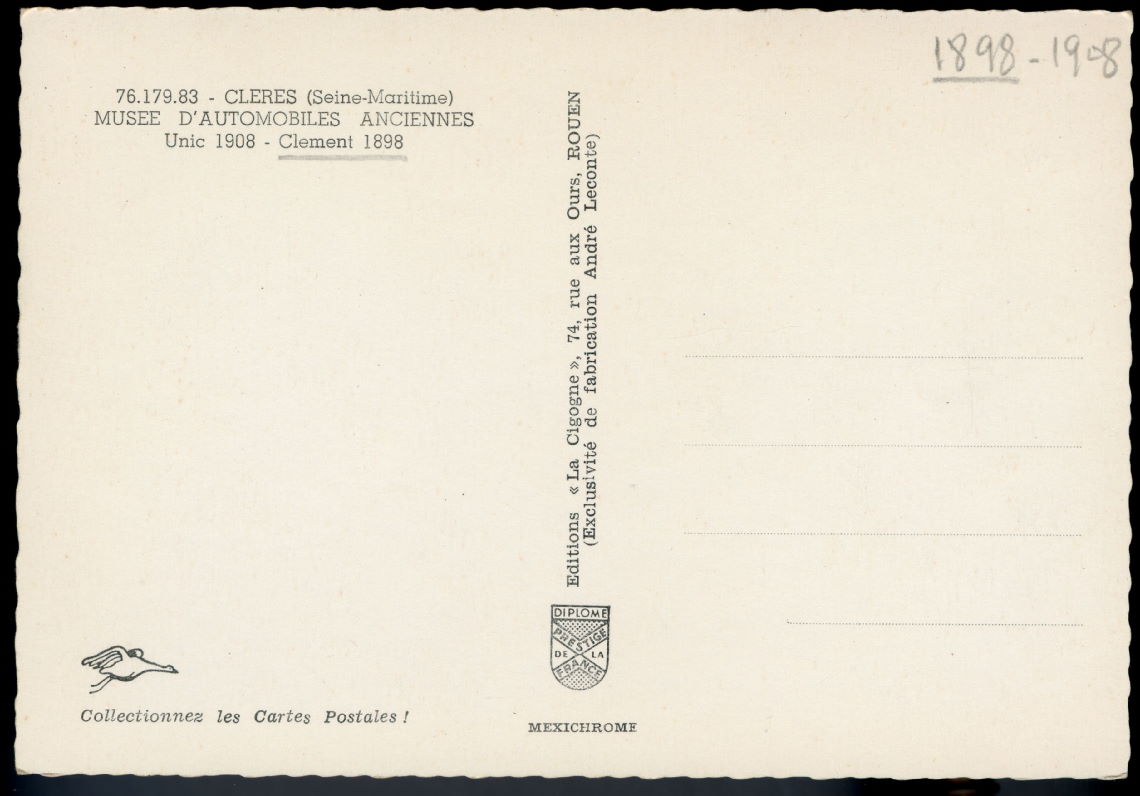 1898 - 1908
76.179.83 - CLERES (Seine-Maritime)
MUSEE D'AUTOMOBILES ANCIENNES
Unic 1908 - Clement 1898
Editions « La Cigogne », 74, rue aux Ours, ROUEN
(Exclusivité de fabrication André Leconte)
DIPLOME
PRESTIGE
DE LA
FRANCE
Collectionnez les Cartes Postales !
MEXICHROME